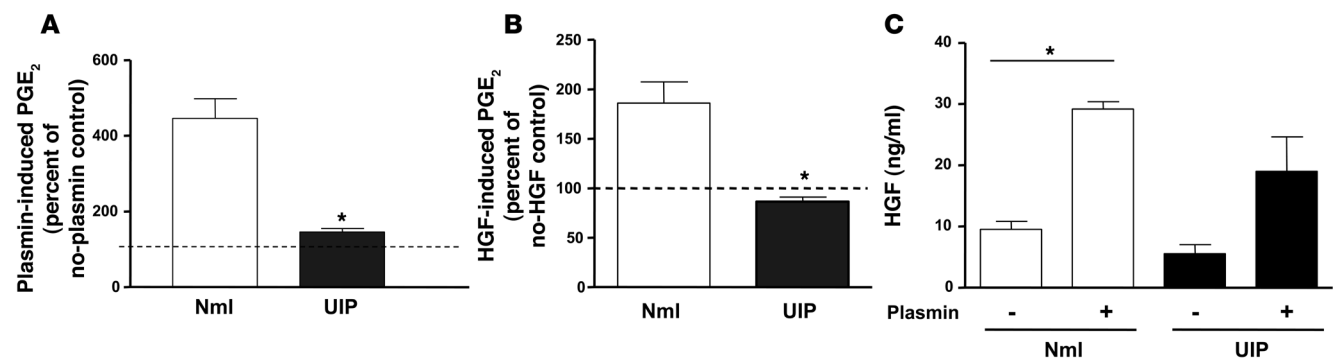 A
Plasmin-induced PGE2
(percent of
no-plasmin control)
600
400
200
0
*
Nml
UIP
B
HGF-induced PGE2
(percent of
no-HGF control)
250
200
150
100
50
0
*
Nml
UIP
C
HGF (ng/ml)
40
30
20
10
0
*
Plasmin - + - +
Nml
UIP